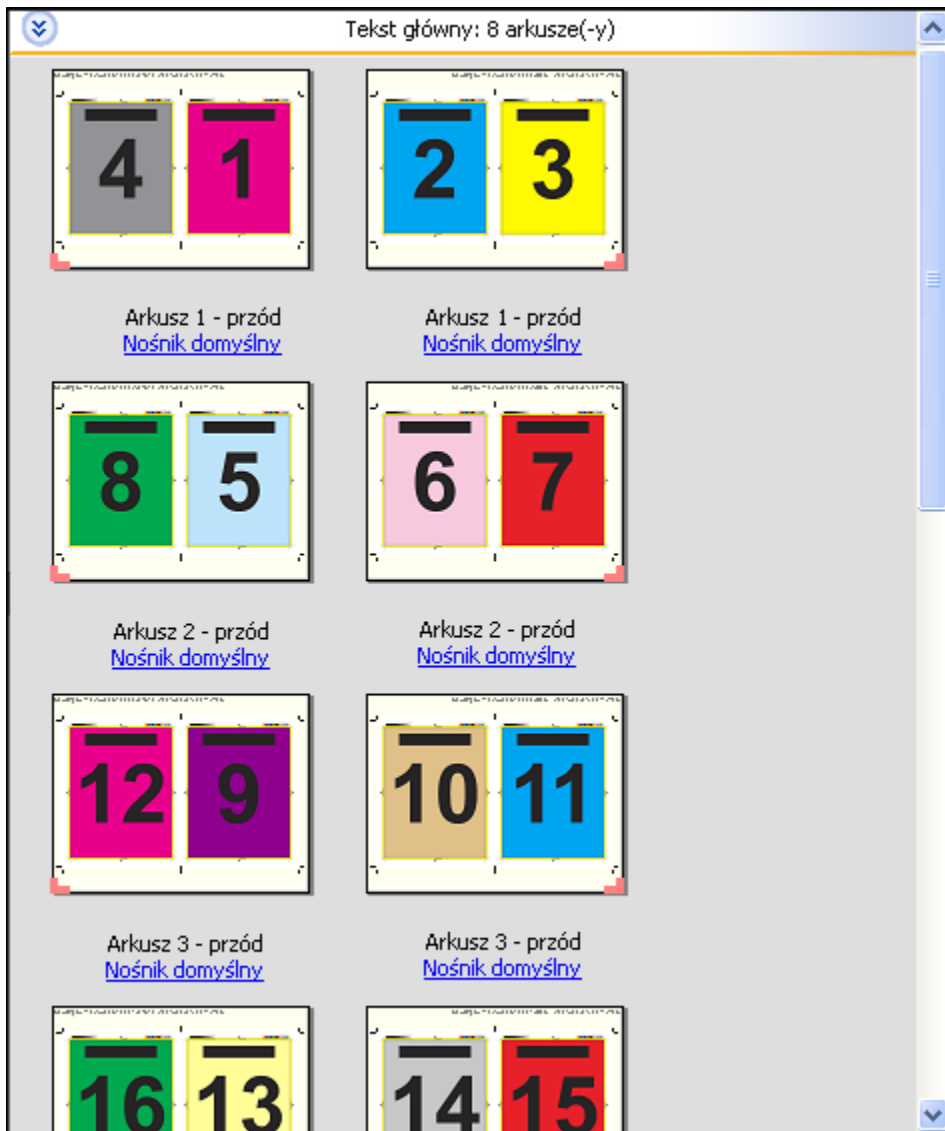 Tekst główny: 8 arkusze(-y)
4 1 2 3
Arkusz 1 - przód Arkusz 1 - przód
Nośnik domyślny Nośnik domyślny
8 5 6 7
Arkusz 2 - przód Arkusz 2 - przód
Nośnik domyślny Nośnik domyślny
12 9 10 11
Arkusz 3 - przód Arkusz 3 - przód
Nośnik domyślny Nośnik domyślny
16 13 14 15